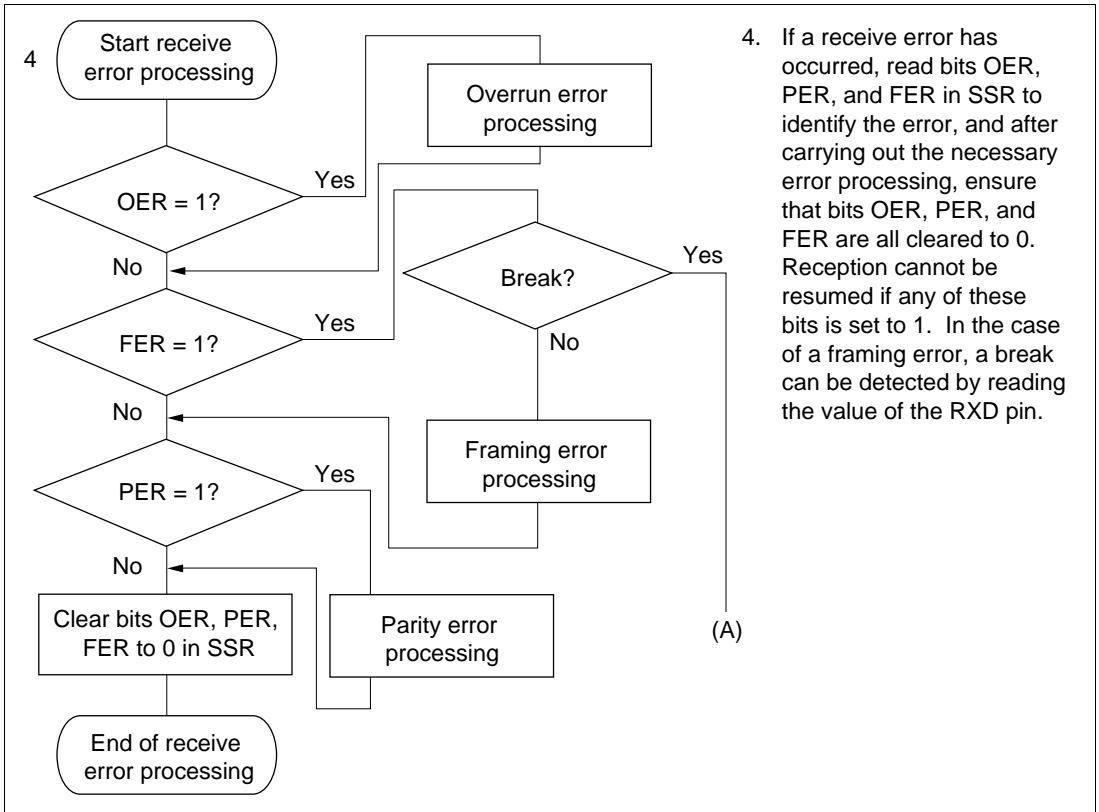 4
Start receive
error processing
Overrun error
processing
OER = 1?
Yes
No
Break?
Yes
FER = 1?
Yes
No
No
Framing error
processing
PER = 1?
Yes
No
Clear bits OER, PER,
FER to 0 in SSR
Parity error
processing
(A)
End of receive
error processing
4. If a receive error has
occurred, read bits OER,
PER, and FER in SSR to
identify the error, and after
carrying out the necessary
error processing, ensure
that bits OER, PER, and
FER are all cleared to 0.
Reception cannot be
resumed if any of these
bits is set to 1. In the case
of a framing error, a break
can be detected by reading
the value of the RXD pin.